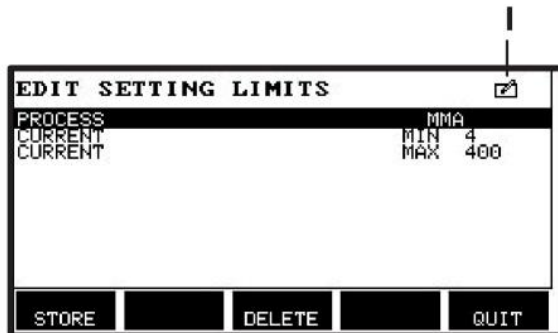 I
EDIT SETTING LIMITS
PROCESS MMA
CURRENT MIN 4
CURRENT MAX 400
STORE DELETE QUIT